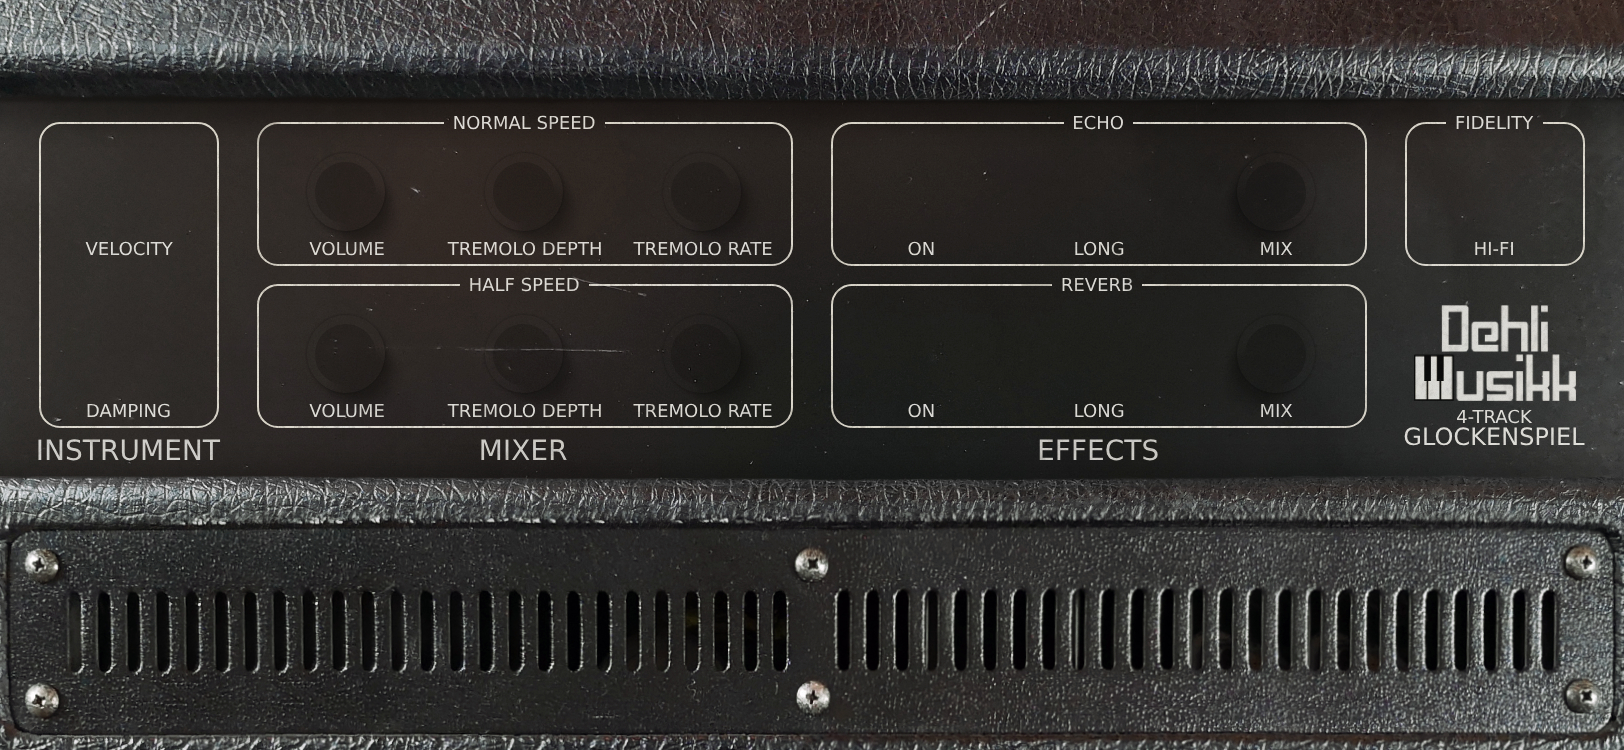 NORMAL SPEED
ECHO
FIDELITY
VELOCITY
VOLUME
TREMOLO DEPTH
TREMOLO RATE
ON
LONG
MIX
HI-FI
HALF SPEED
REVERB
Dehli
Musikk
DAMPING
VOLUME
TREMOLO DEPTH
TREMOLO RATE
ON
LONG
MIX
4-TRACK
GLOCKENSPIEL
INSTRUMENT
MIXER
EFFECTS